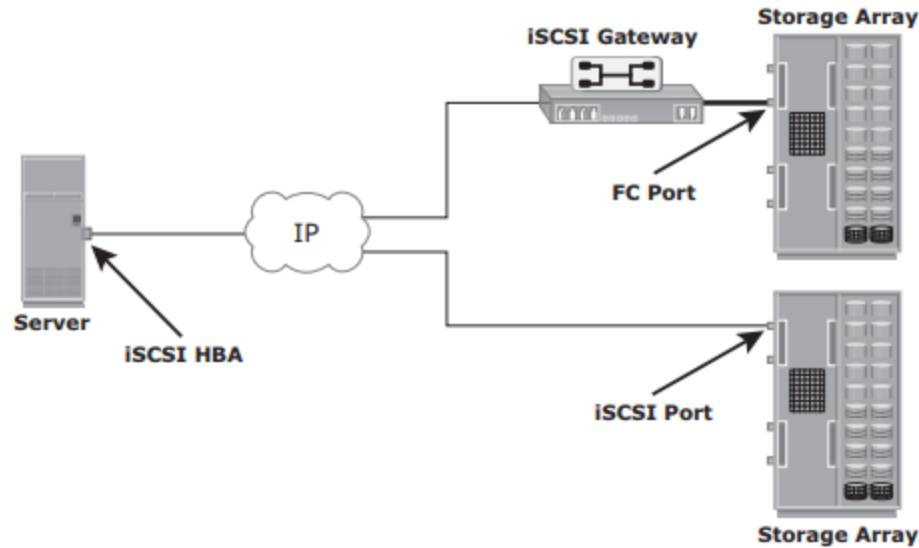 Storage Array
iSCSI Gateway
FC Port
IP
Server
iSCSI HBA
iSCSI Port
Storage Array